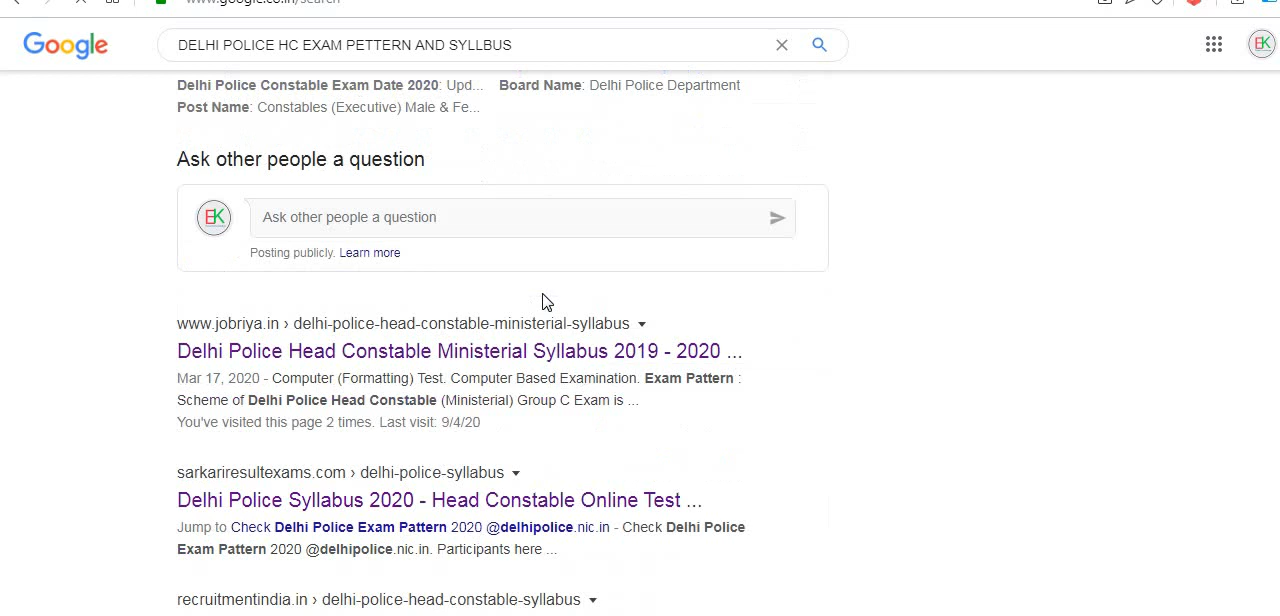 www.google.co.in/search
Google
DELHI POLICE HC EXAM PETTERN AND SYLLBUS
EK
Delhi Police Constable Exam Date 2020: Upd... Board Name: Delhi Police Department
Post Name: Constables (Executive) Male & Fe...
Ask other people a question
EK
Ask other people a question
Posting publicly. Learn more
www.jobriya.in › delhi-police-head-constable-ministerial-syllabus
Delhi Police Head Constable Ministerial Syllabus 2019 - 2020 ...
Mar 17, 2020 - Computer (Formatting) Test. Computer Based Examination. Exam Pattern :
Scheme of Delhi Police Head Constable (Ministerial) Group C Exam is ...
You've visited this page 2 times. Last visit: 9/4/20
sarkariresultexams.com › delhi-police-syllabus
Delhi Police Syllabus 2020 - Head Constable Online Test ...
Jump to Check Delhi Police Exam Pattern 2020 @delhipolice.nic.in - Check Delhi Police
Exam Pattern 2020 @delhipolice.nic.in. Participants here ...
recruitmentindia.in › delhi-police-head-constable-syllabus